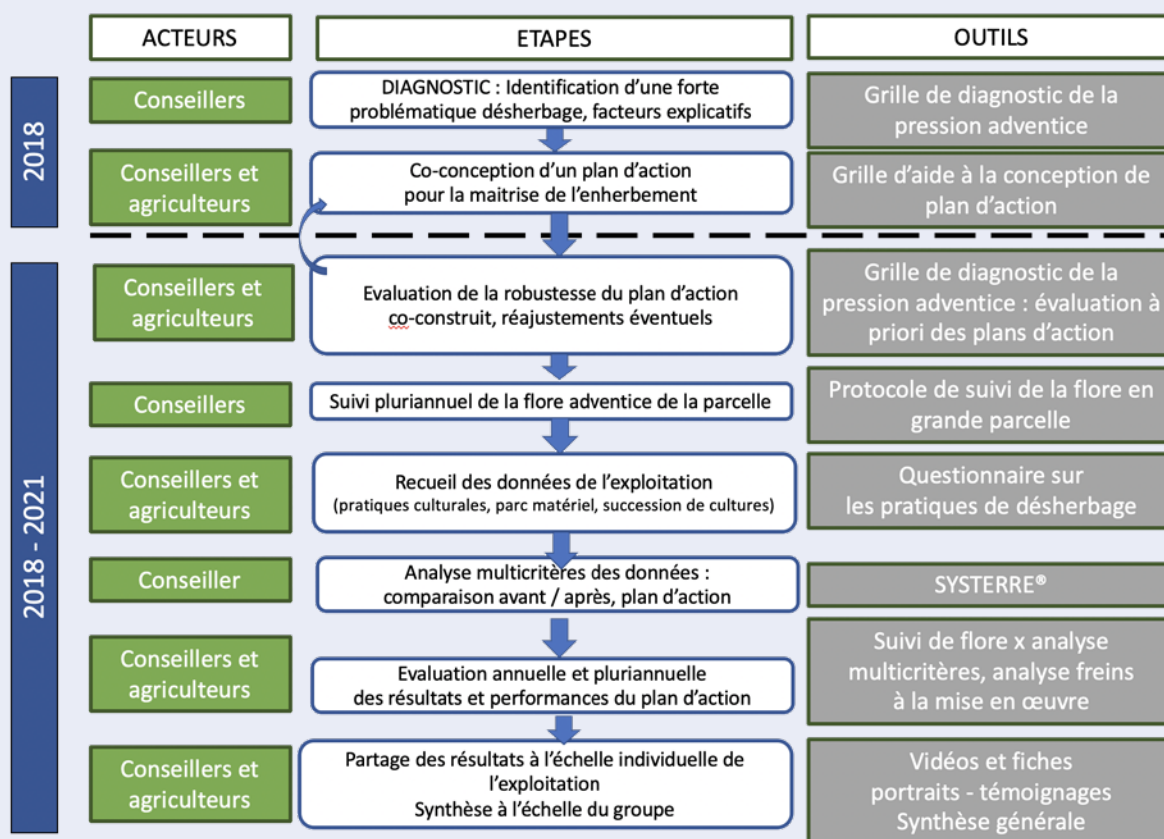 ACTEURS
ETAPES
OUTILS
2018
Conseillers
DIAGNOSTIC : Identification d'une forte
problématique désherbage, facteurs explicatifs
Grille de diagnostic de la
pression adventice
Conseillers et
agriculteurs
Co-conception d'un plan d'action
pour la maitrise de l'enherbement
Grille d'aide à la conception de
plan d'action
2018 - 2021
Conseillers et
agriculteurs
Evaluation de la robustesse du plan d'action
co-construit, réajustements éventuels
Grille de diagnostic de la
pression adventice : évaluation à
priori des plans d'action
Conseillers
Suivi pluriannuel de la flore adventice de la parcelle
Protocole de suivi de la flore en
grande parcelle
Conseillers et
agriculteurs
Recueil des données de l'exploitation
(pratiques culturales, parc matériel, succession de cultures)
Questionnaire sur
les pratiques de désherbage
Conseiller
Analyse multicritères des données :
comparaison avant / après, plan d'action
SYSTERRE®
Conseillers et
agriculteurs
Evaluation annuelle et pluriannuelle
des résultats et performances du plan d'action
Suivi de flore x analyse
multicritères, analyse freins
à la mise en œuvre
Conseillers et
agriculteurs
Partage des résultats à l'échelle individuelle de
l'exploitation
Synthèse à l'échelle du groupe
Vidéos et fiches
portraits - témoignages
Synthèse générale